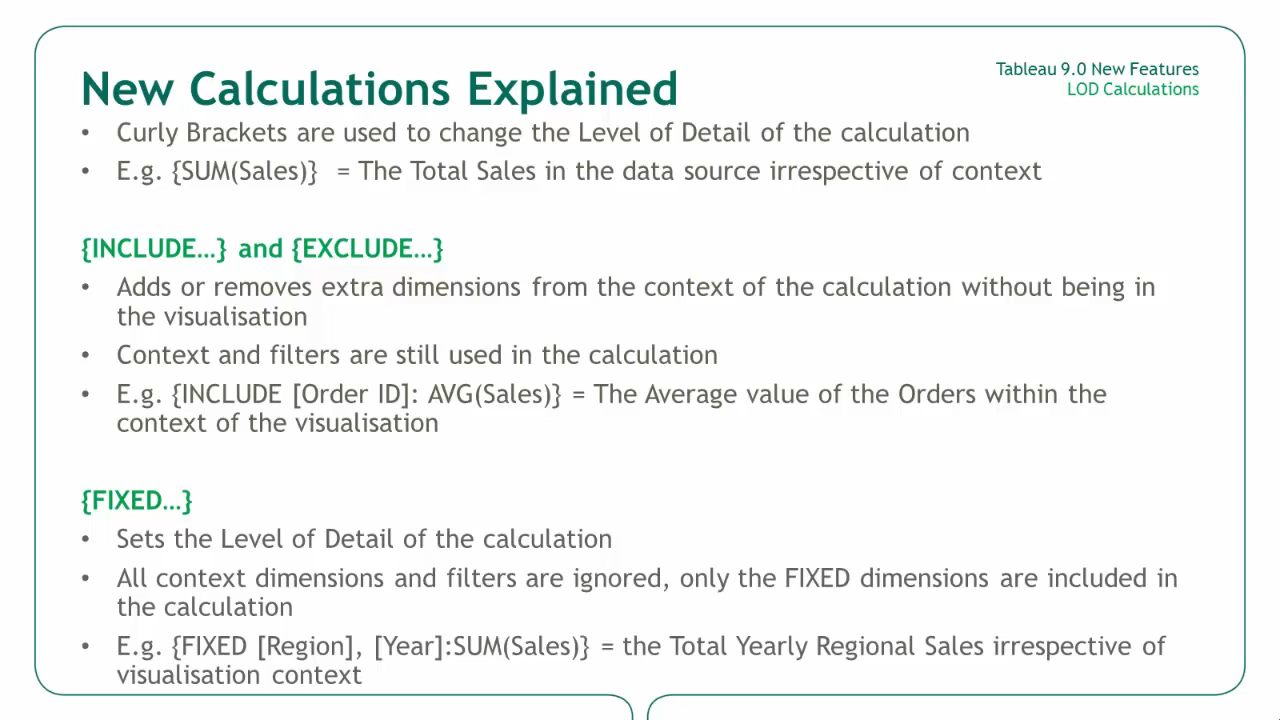 New Calculations Explained
Tableau 9.0 New Features
LOD Calculations
• Curly Brackets are used to change the Level of Detail of the calculation
• E.g. {SUM(Sales)}  = The Total Sales in the data source irrespective of context
{INCLUDE…} and {EXCLUDE…}
• Adds or removes extra dimensions from the context of the calculation without being in
the visualisation
• Context and filters are still used in the calculation
• E.g. {INCLUDE [Order ID]: AVG(Sales)} = The Average value of the Orders within the
context of the visualisation
{FIXED…}
• Sets the Level of Detail of the calculation
• All context dimensions and filters are ignored, only the FIXED dimensions are included in
the calculation
• E.g. {FIXED [Region], [Year]:SUM(Sales)} = the Total Yearly Regional Sales irrespective of
visualisation context